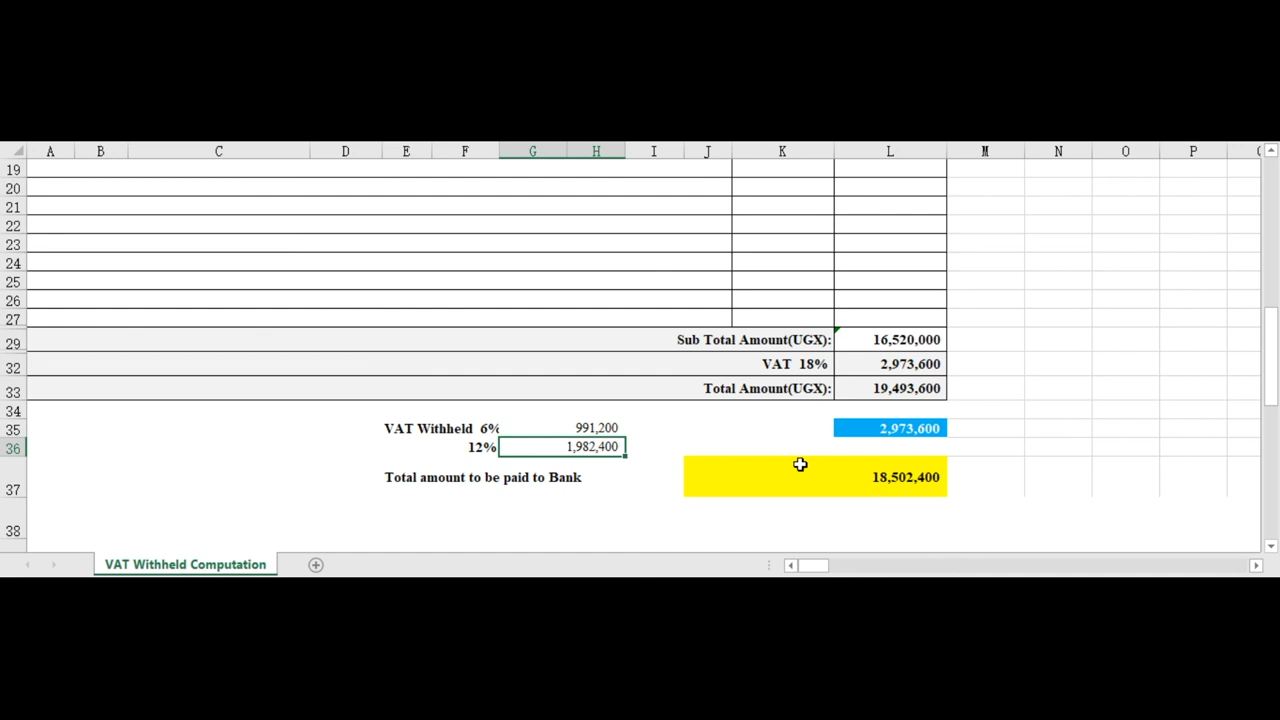 A B C D E F G H I J K L M N O P
19
20
21
22
23
24
25
26
27
29 Sub Total Amount(UGX): 16,520,000
32 VAT 18% 2,973,600
33 Total Amount(UGX): 19,493,600
34
35 VAT Withheld 6% 991,200 2,973,600
36 12% 1,982,400
37 Total amount to be paid to Bank 18,502,400
38
VAT Withheld Computation